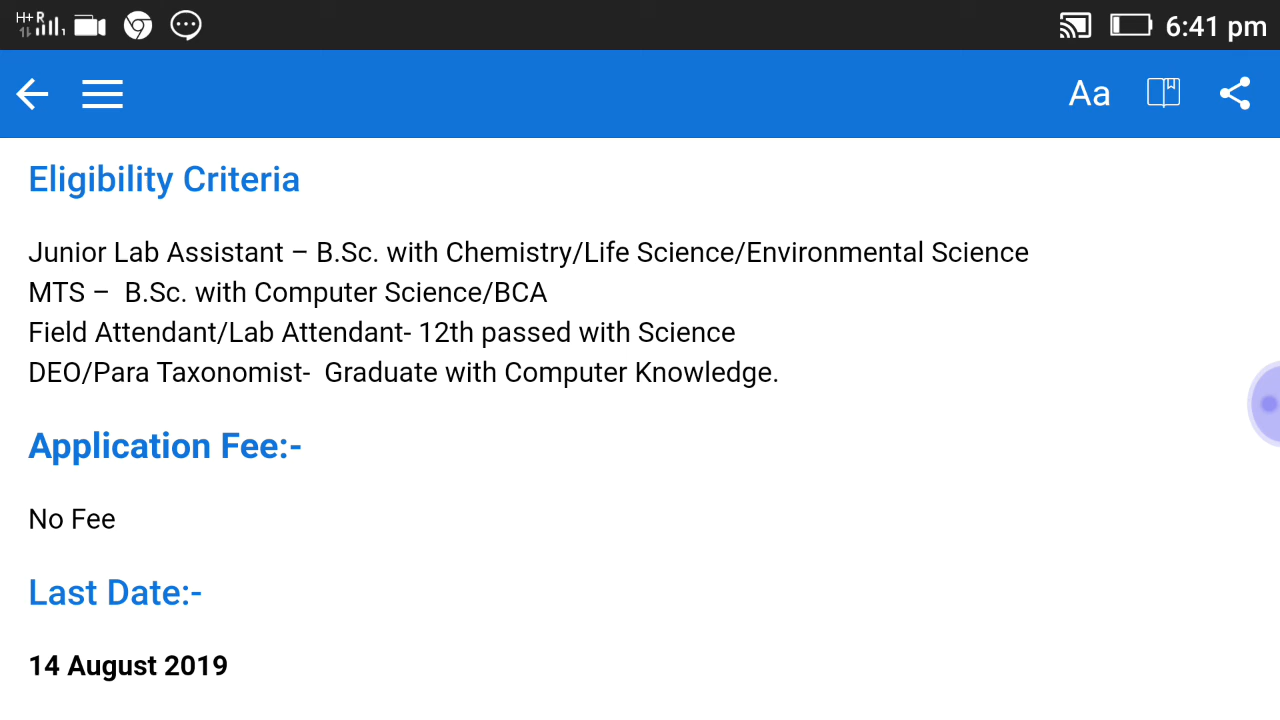 H+ R 1
6:41 pm
Aa
Eligibility Criteria
Junior Lab Assistant – B.Sc. with Chemistry/Life Science/Environmental Science
MTS –  B.Sc. with Computer Science/BCA
Field Attendant/Lab Attendant- 12th passed with Science
DEO/Para Taxonomist-  Graduate with Computer Knowledge.
Application Fee:-
No Fee
Last Date:-
14 August 2019